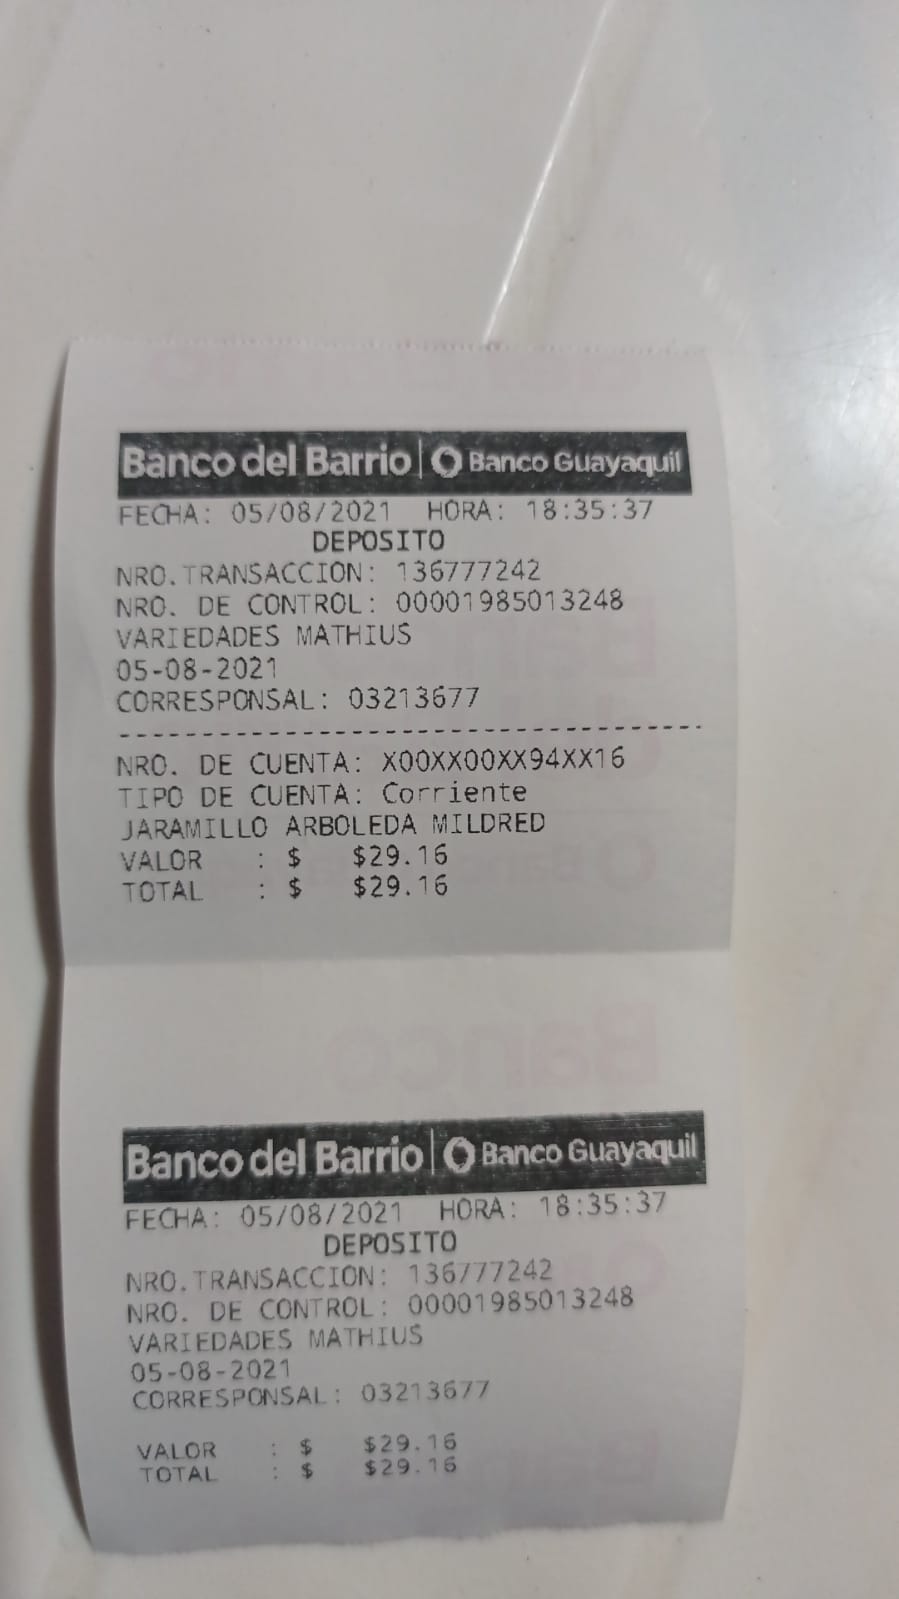 Banco del Barrio | Banco Guayaquil
FECHA: 05/08/2021 HORA: 18:35:37
DEPOSITO
NRO.TRANSACCION: 136777242
NRO. DE CONTROL: 00001985013248
VARIEDADES MATHIUS
05-08-2021
CORRESPONSAL: 03213677
NRO. DE CUENTA: X00XX00XX94XX16
TIPO DE CUENTA: Corriente
JARAMILLO ARBOLEDA MILDRED
VALOR : $ $29.16
TOTAL : $ $29.16
Banco del Barrio | Banco Guayaquil
FECHA: 05/08/2021 HORA: 18:35:37
DEPOSITO
NRO.TRANSACCION: 136777242
NRO. DE CONTROL: 00001985013248
VARIEDADES MATHIUS
05-08-2021
CORRESPONSAL: 03213677
VALOR : $ $29.16
TOTAL : $ $29.16